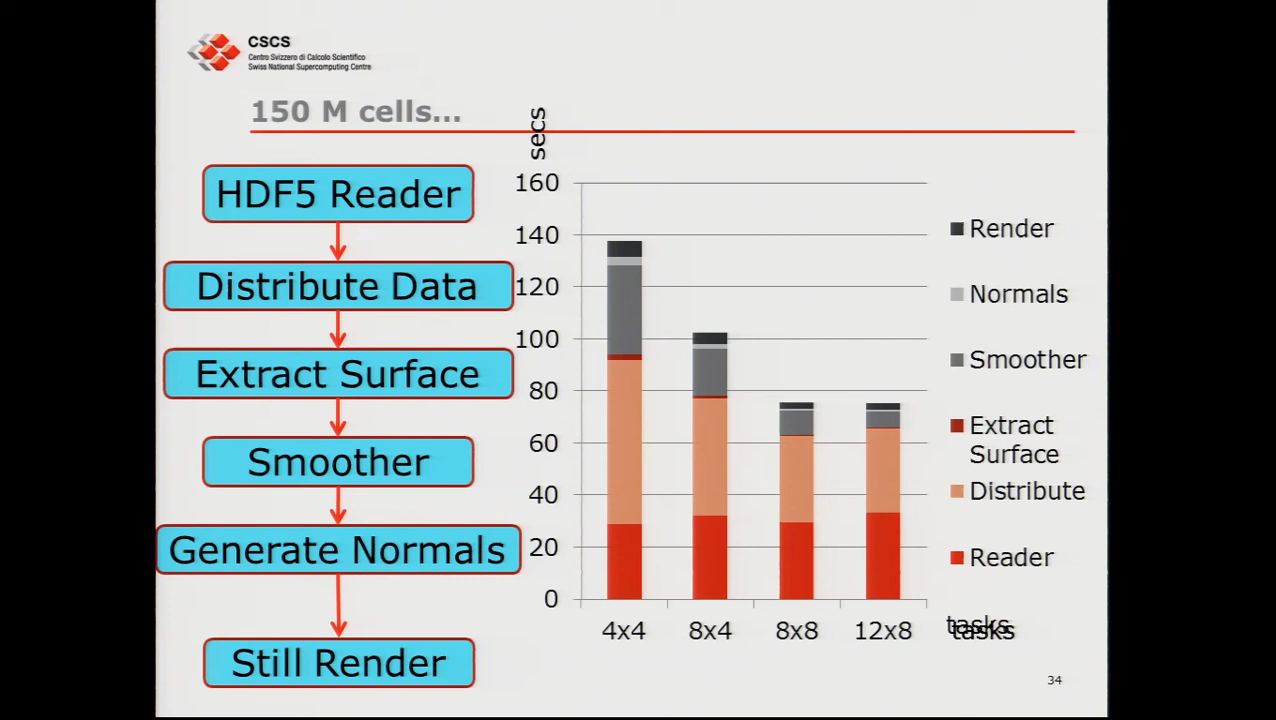 CSCS
Centro Svizzero di Calcolo Scientifico
Swiss National Supercomputing Centre
150 M cells...
HDF5 Reader
Distribute Data
Extract Surface
Smoother
Generate Normals
Still Render
secs
160
140
120
100
80
60
40
20
0
4x4
8x4
8x8
12x8
tasks
tasks
Render
Normals
Smoother
Extract
Surface
Distribute
Reader
34